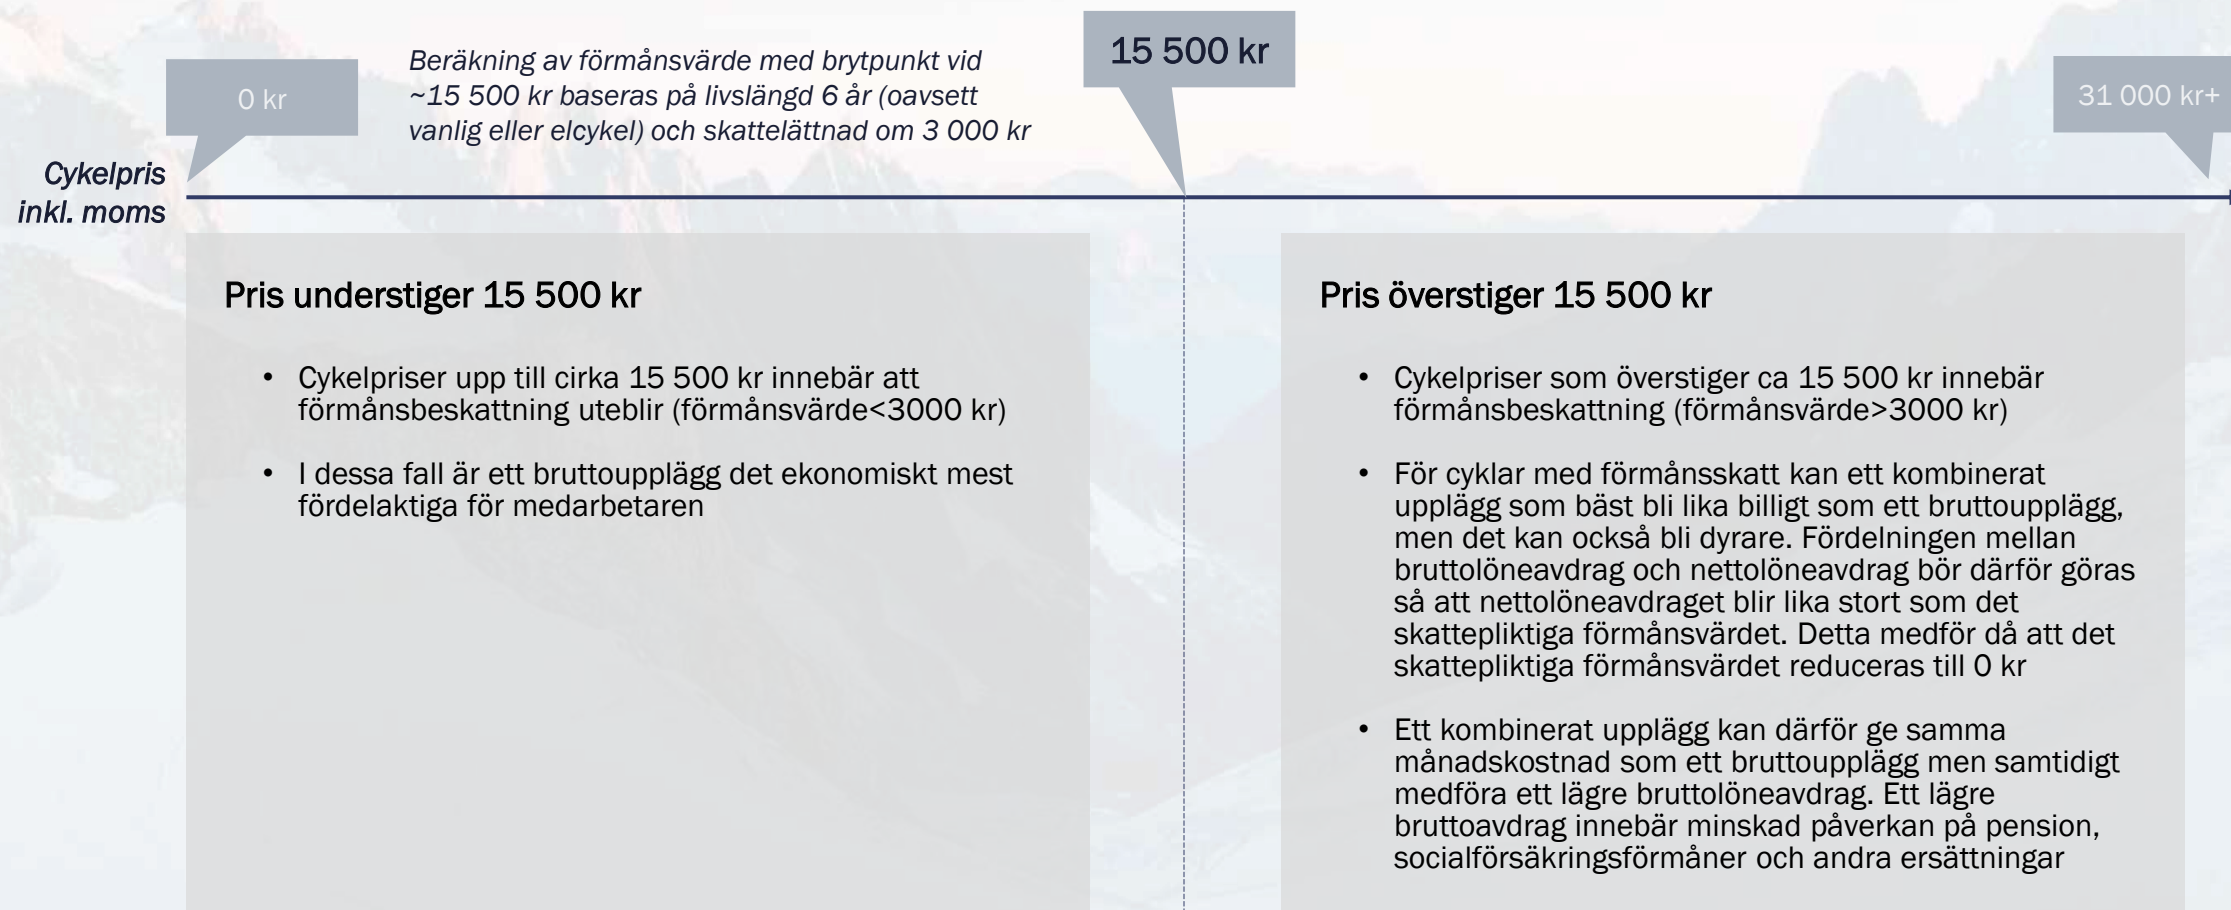 0 kr
Beräkning av förmånsvärde med brytpunkt vid
~15 500 kr baseras på livslängd 6 år (oavsett
vanlig eller elcykel) och skattelättnad om 3 000 kr
15 500 kr
31 000 kr+
Cykelpris
inkl. moms
Pris understiger 15 500 kr
• Cykelpriser upp till cirka 15 500 kr innebär att
förmånsbeskattning uteblir (förmånsvärde<3000 kr)
• I dessa fall är ett bruttoupplägg det ekonomiskt mest
fördelaktiga för medarbetaren
Pris överstiger 15 500 kr
• Cykelpriser som överstiger ca 15 500 kr innebär
förmånsbeskattning (förmånsvärde>3000 kr)
• För cyklar med förmånsskatt kan ett kombinerat
upplägg som bäst bli lika billigt som ett bruttoupplägg,
men det kan också bli dyrare. Fördelningen mellan
bruttolöneavdrag och nettolöneavdrag bör därför göras
så att nettolöneavdraget blir lika stort som det
skattepliktiga förmånsvärdet. Detta medför då att det
skattepliktiga förmånsvärdet reduceras till 0 kr
• Ett kombinerat upplägg kan därför ge samma
månadskostnad som ett bruttoupplägg men samtidigt
medföra ett lägre bruttolöneavdrag. Ett lägre
bruttoavdrag innebär minskad påverkan på pension,
socialförsäkringsförmåner och andra ersättningar